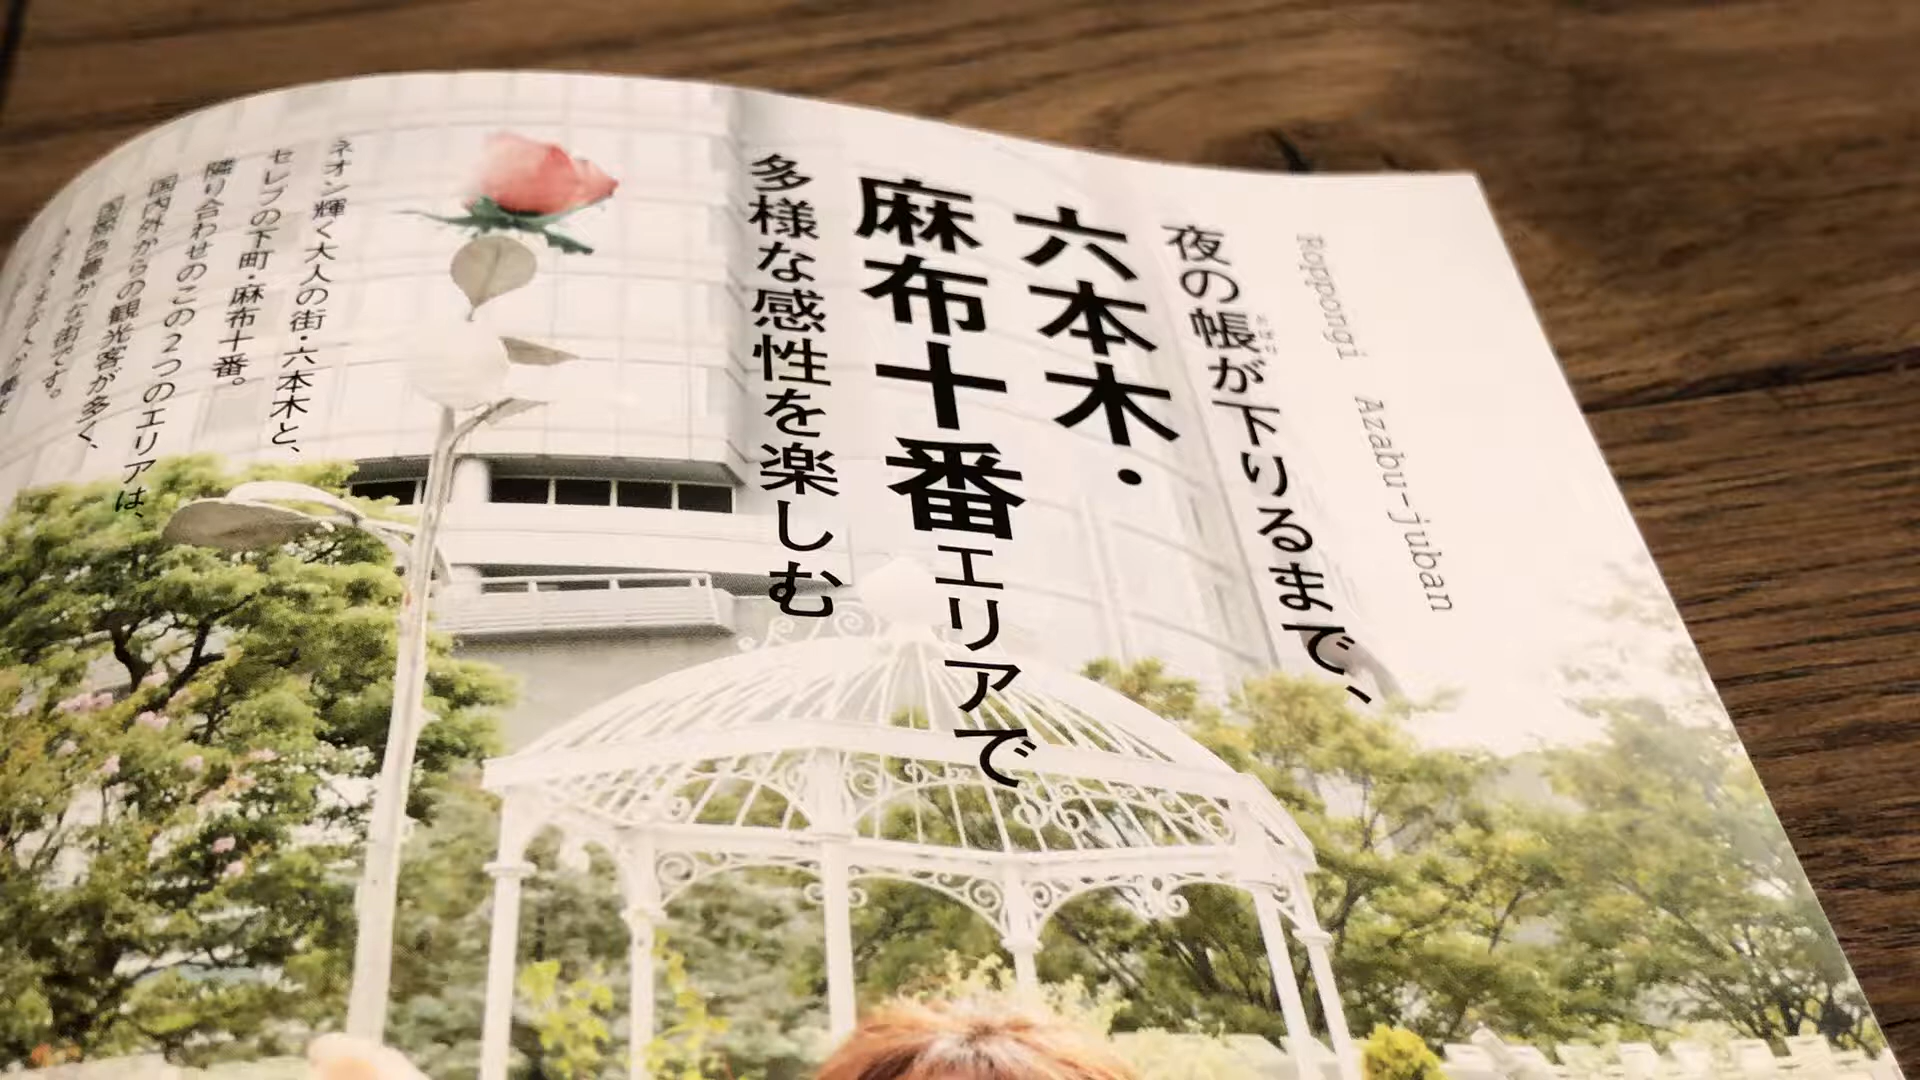 Roppongi Azabu-juban
夜の帳が下りるまで、
おばり
六本木・
麻布十番エリアで
多様な感性を楽しむ
ネオン輝く大人の街・六本木と、
セレブの下町・麻布十番。
隣り合わせのこの2つのエリアは、
国内外からの観光客が多く、
国際色豊かな街です。